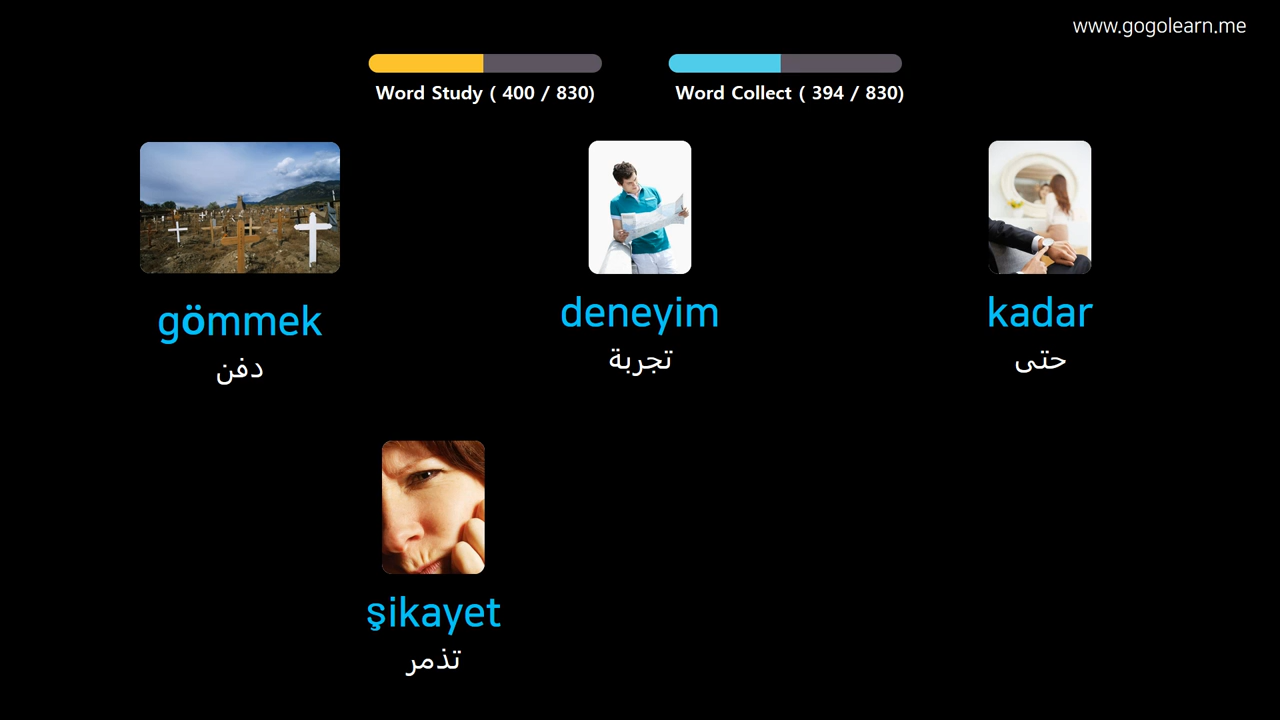 www.gogolearn.me
Word Study ( 400 / 830)
Word Collect ( 394 / 830)
gömmek
دفن
deneyim
تجربة
kadar
حتى
şikayet
تذمر